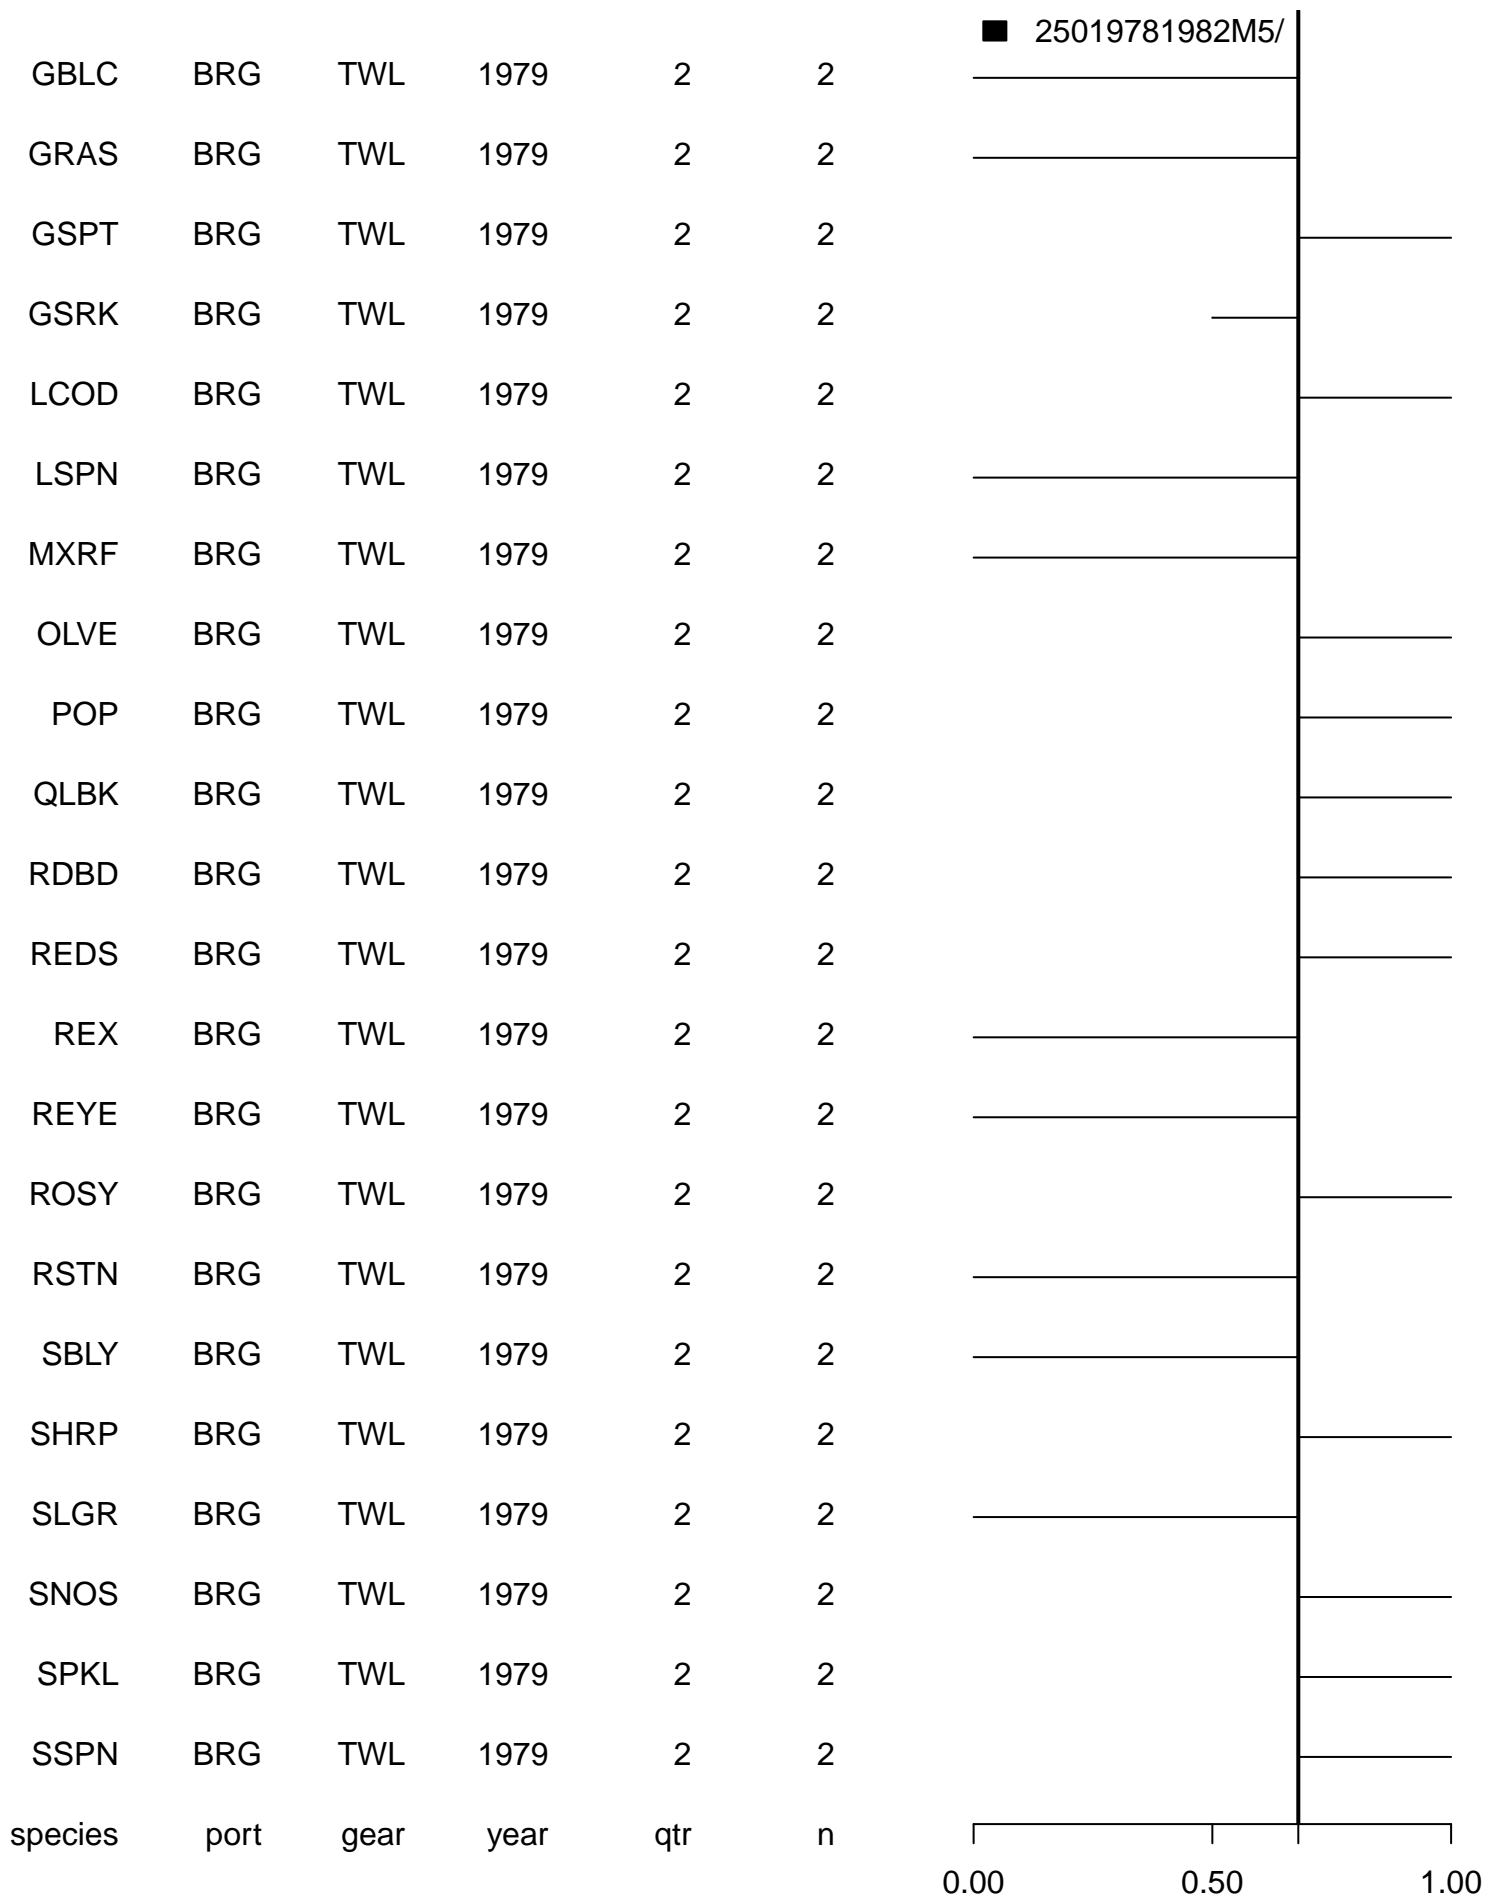 25019781982M5/
GBLC BRG TWL 1979 2 2
GRAS BRG TWL 1979 2 2
GSPT BRG TWL 1979 2 2
GSRK BRG TWL 1979 2 2
LCOD BRG TWL 1979 2 2
LSPN BRG TWL 1979 2 2
MXRF BRG TWL 1979 2 2
OLVE BRG TWL 1979 2 2
POP BRG TWL 1979 2 2
QLBK BRG TWL 1979 2 2
RDBD BRG TWL 1979 2 2
REDS BRG TWL 1979 2 2
REX BRG TWL 1979 2 2
REYE BRG TWL 1979 2 2
ROSY BRG TWL 1979 2 2
RSTN BRG TWL 1979 2 2
SBLY BRG TWL 1979 2 2
SHRP BRG TWL 1979 2 2
SLGR BRG TWL 1979 2 2
SNOS BRG TWL 1979 2 2
SPKL BRG TWL 1979 2 2
SSPN BRG TWL 1979 2 2
species port gear year qtr n
0.00 0.50 1.00